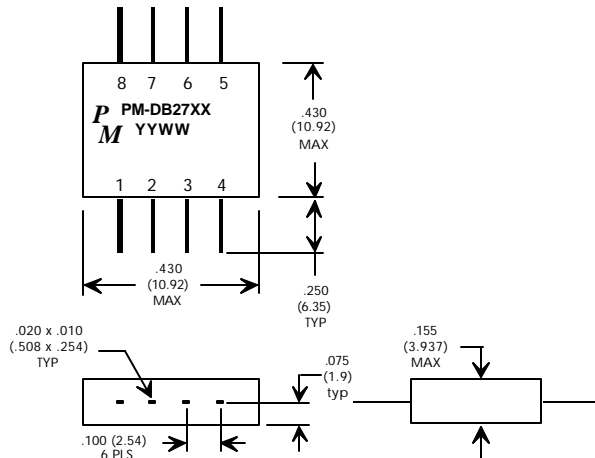 8 7 6 5
P PM-DB27XX
M YYWW
.430
(10.92)
MAX
1 2 3 4
.430
(10.92)
MAX
.250
(6.35)
TYP
.020 x .010
(.508 x .254)
TYP
.075
(1.9)
typ
.155
(3.937)
MAX
.100 (2.54)
6 PLS